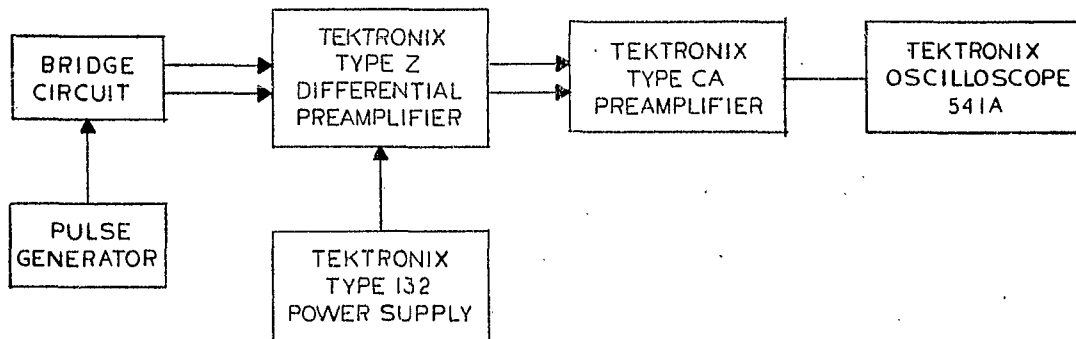 BRIDGE
CIRCUIT
TEKTRONIX
TYPE Z
DIFFERENTIAL
PREAMPLIFIER
TEKTRONIX
TYPE CA
PREAMPLIFIER
TEKTRONIX
OSCILLOSCOPE
541A
PULSE
GENERATOR
TEKTRONIX
TYPE 132
POWER SUPPLY